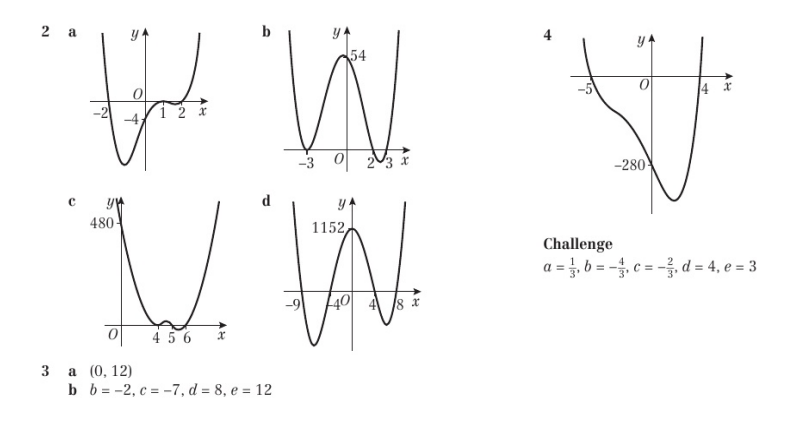 2 a
y
O
-2
-4
1 2 x
b
y
54
-3 O 2 3 x
c
y
480
O 4 5 6 x
d
y
1152
-9 -4 O 4 8 x
3 a (0, 12)
b b = −2, c = −7, d = 8, e = 12
4
y
-5 O 4 x
-280
Challenge
a = 1/3, b = −4/3, c = −2/3, d = 4, e = 3